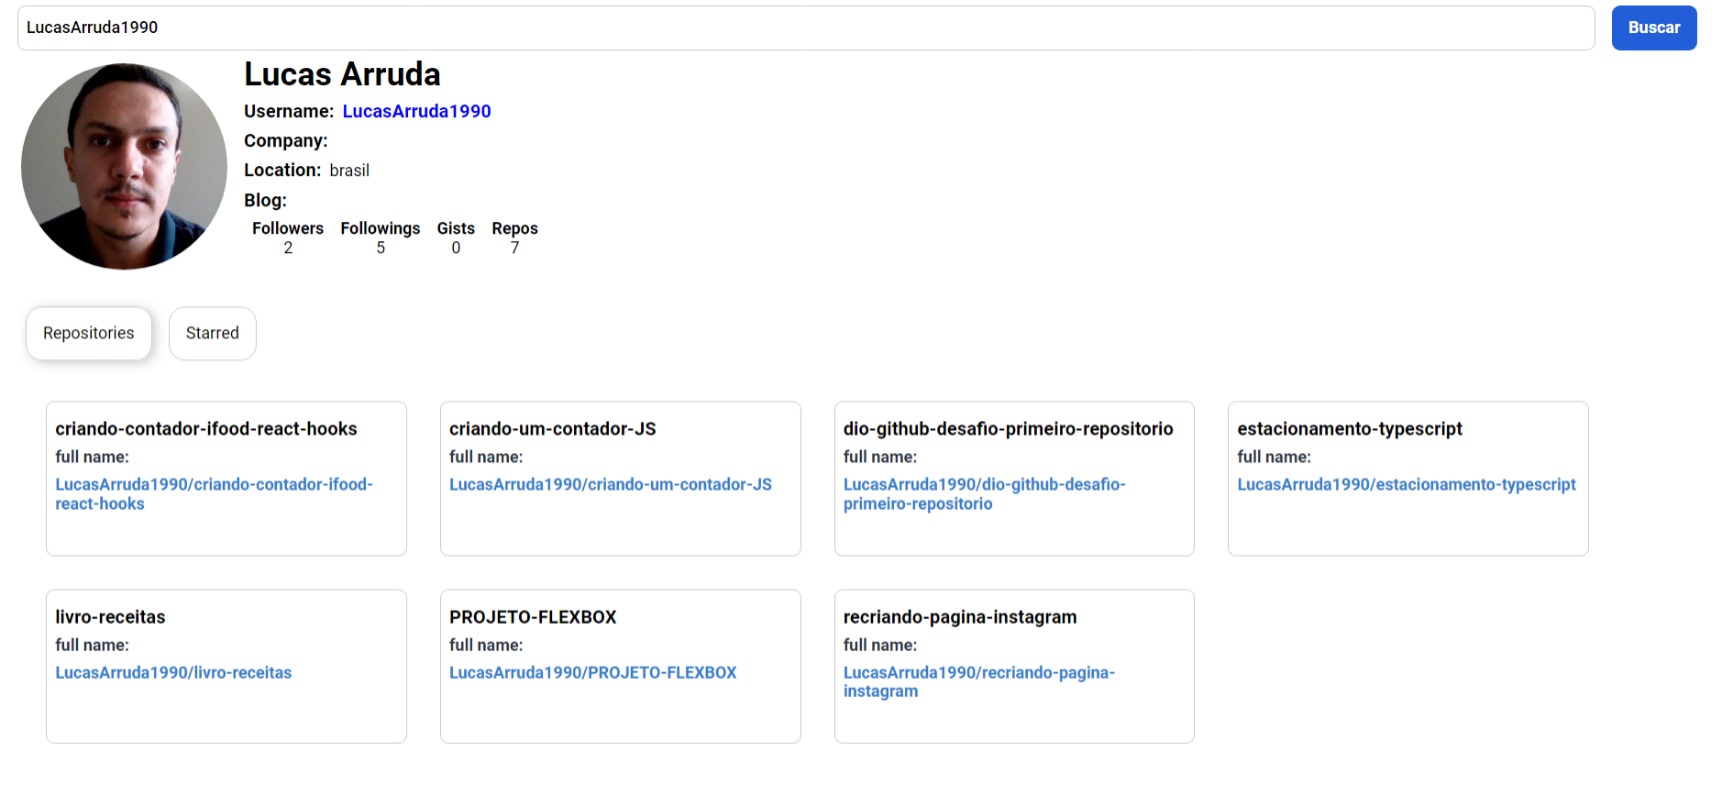 LucasArruda1990
Buscar
Lucas Arruda
Username: LucasArruda1990
Company:
Location: brasil
Blog:
Followers Followings Gists Repos
2 5 0 7
Repositories Starred
criando-contador-ifood-react-hooks
full name:
LucasArruda1990/criando-contador-ifood-
react-hooks
criando-um-contador-JS
full name:
LucasArruda1990/criando-um-contador-JS
dio-github-desafio-primeiro-repositorio
full name:
LucasArruda1990/dio-github-desafio-
primeiro-repositorio
estacionamento-typescript
full name:
LucasArruda1990/estacionamento-typescript
livro-receitas
full name:
LucasArruda1990/livro-receitas
PROJETO-FLEXBOX
full name:
LucasArruda1990/PROJETO-FLEXBOX
recriando-pagina-instagram
full name:
LucasArruda1990/recriando-pagina-
instagram